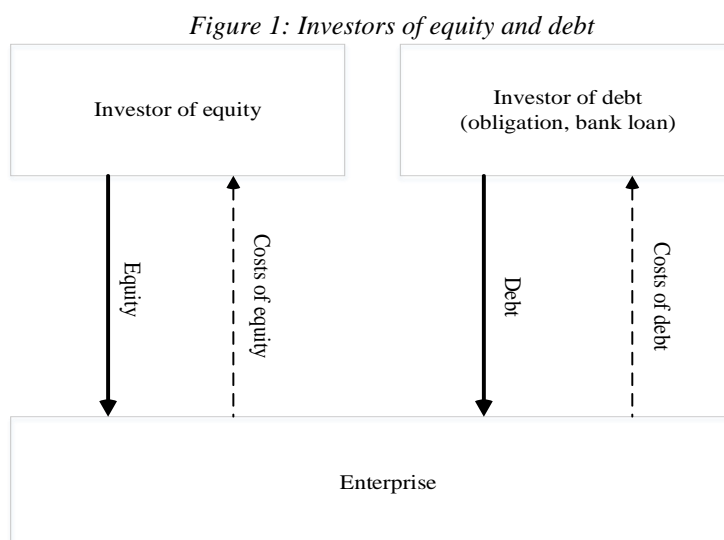 Figure 1: Investors of equity and debt
Investor of equity
Investor of debt
(obligation, bank loan)
Equity
Costs of equity
Debt
Costs of debt
Enterprise